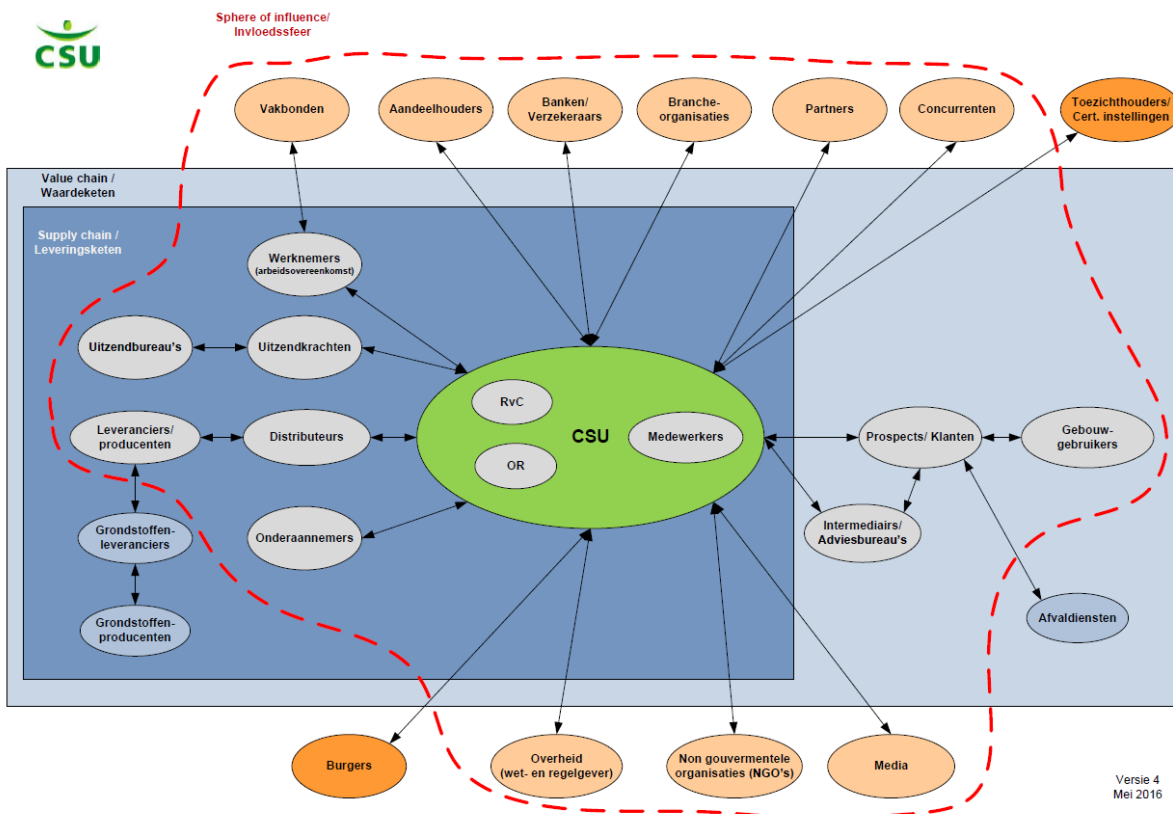 CSU
Sphere of influence/
Invloedssfeer
Vakbonden
Aandeelhouders
Banken/
Verzekeraars
Branche-
organisaties
Partners
Concurrenten
Toezichthouders/
Cert. instellingen
Value chain /
Waardeketen
Supply chain /
Leveringsketen
Werknemers
(arbeidsovereenkomst)
Uitzendbureau's
Uitzendkrachten
Leveranciers/
producenten
Distributeurs
RvC
CSU
Medewerkers
OR
Prospects/ Klanten
Gebouw-
gebruikers
Grondstoffen-
leveranciers
Onderaannemers
Intermediairs/
Adviesbureau's
Grondstoffen-
producenten
Afvaldiensten
Burgers
Overheid
(wet- en regelgever)
Non gouvermentele
organisaties (NGO's)
Media
Versie 4
Mei 2016